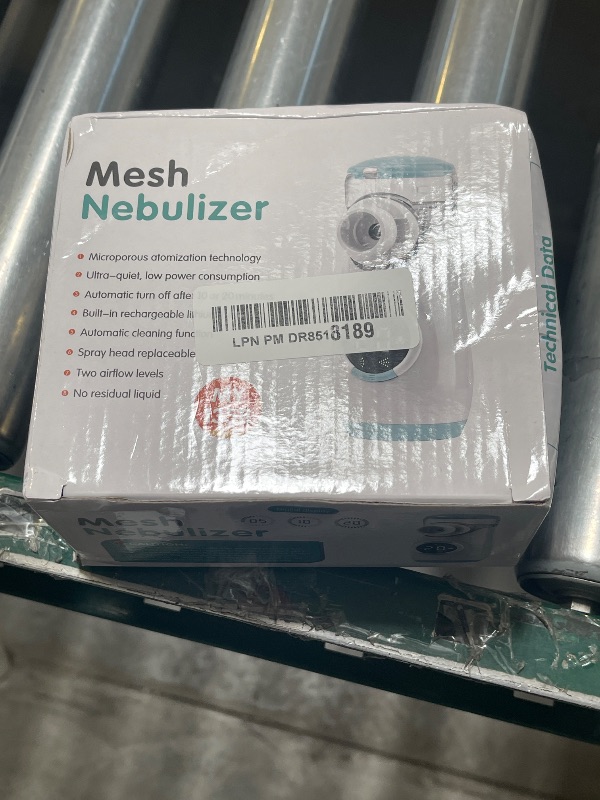 Mesh
Nebulizer
Microporous atomization technology
Ultra-quiet, low power consumption
Automatic turn off after
Built-in rechargeable
Automatic cleaning
Spray head replaceable
Two airflow levels
No residual liquid
LPN PM DR8518189
Technical Data
Mesh
Nebulizer